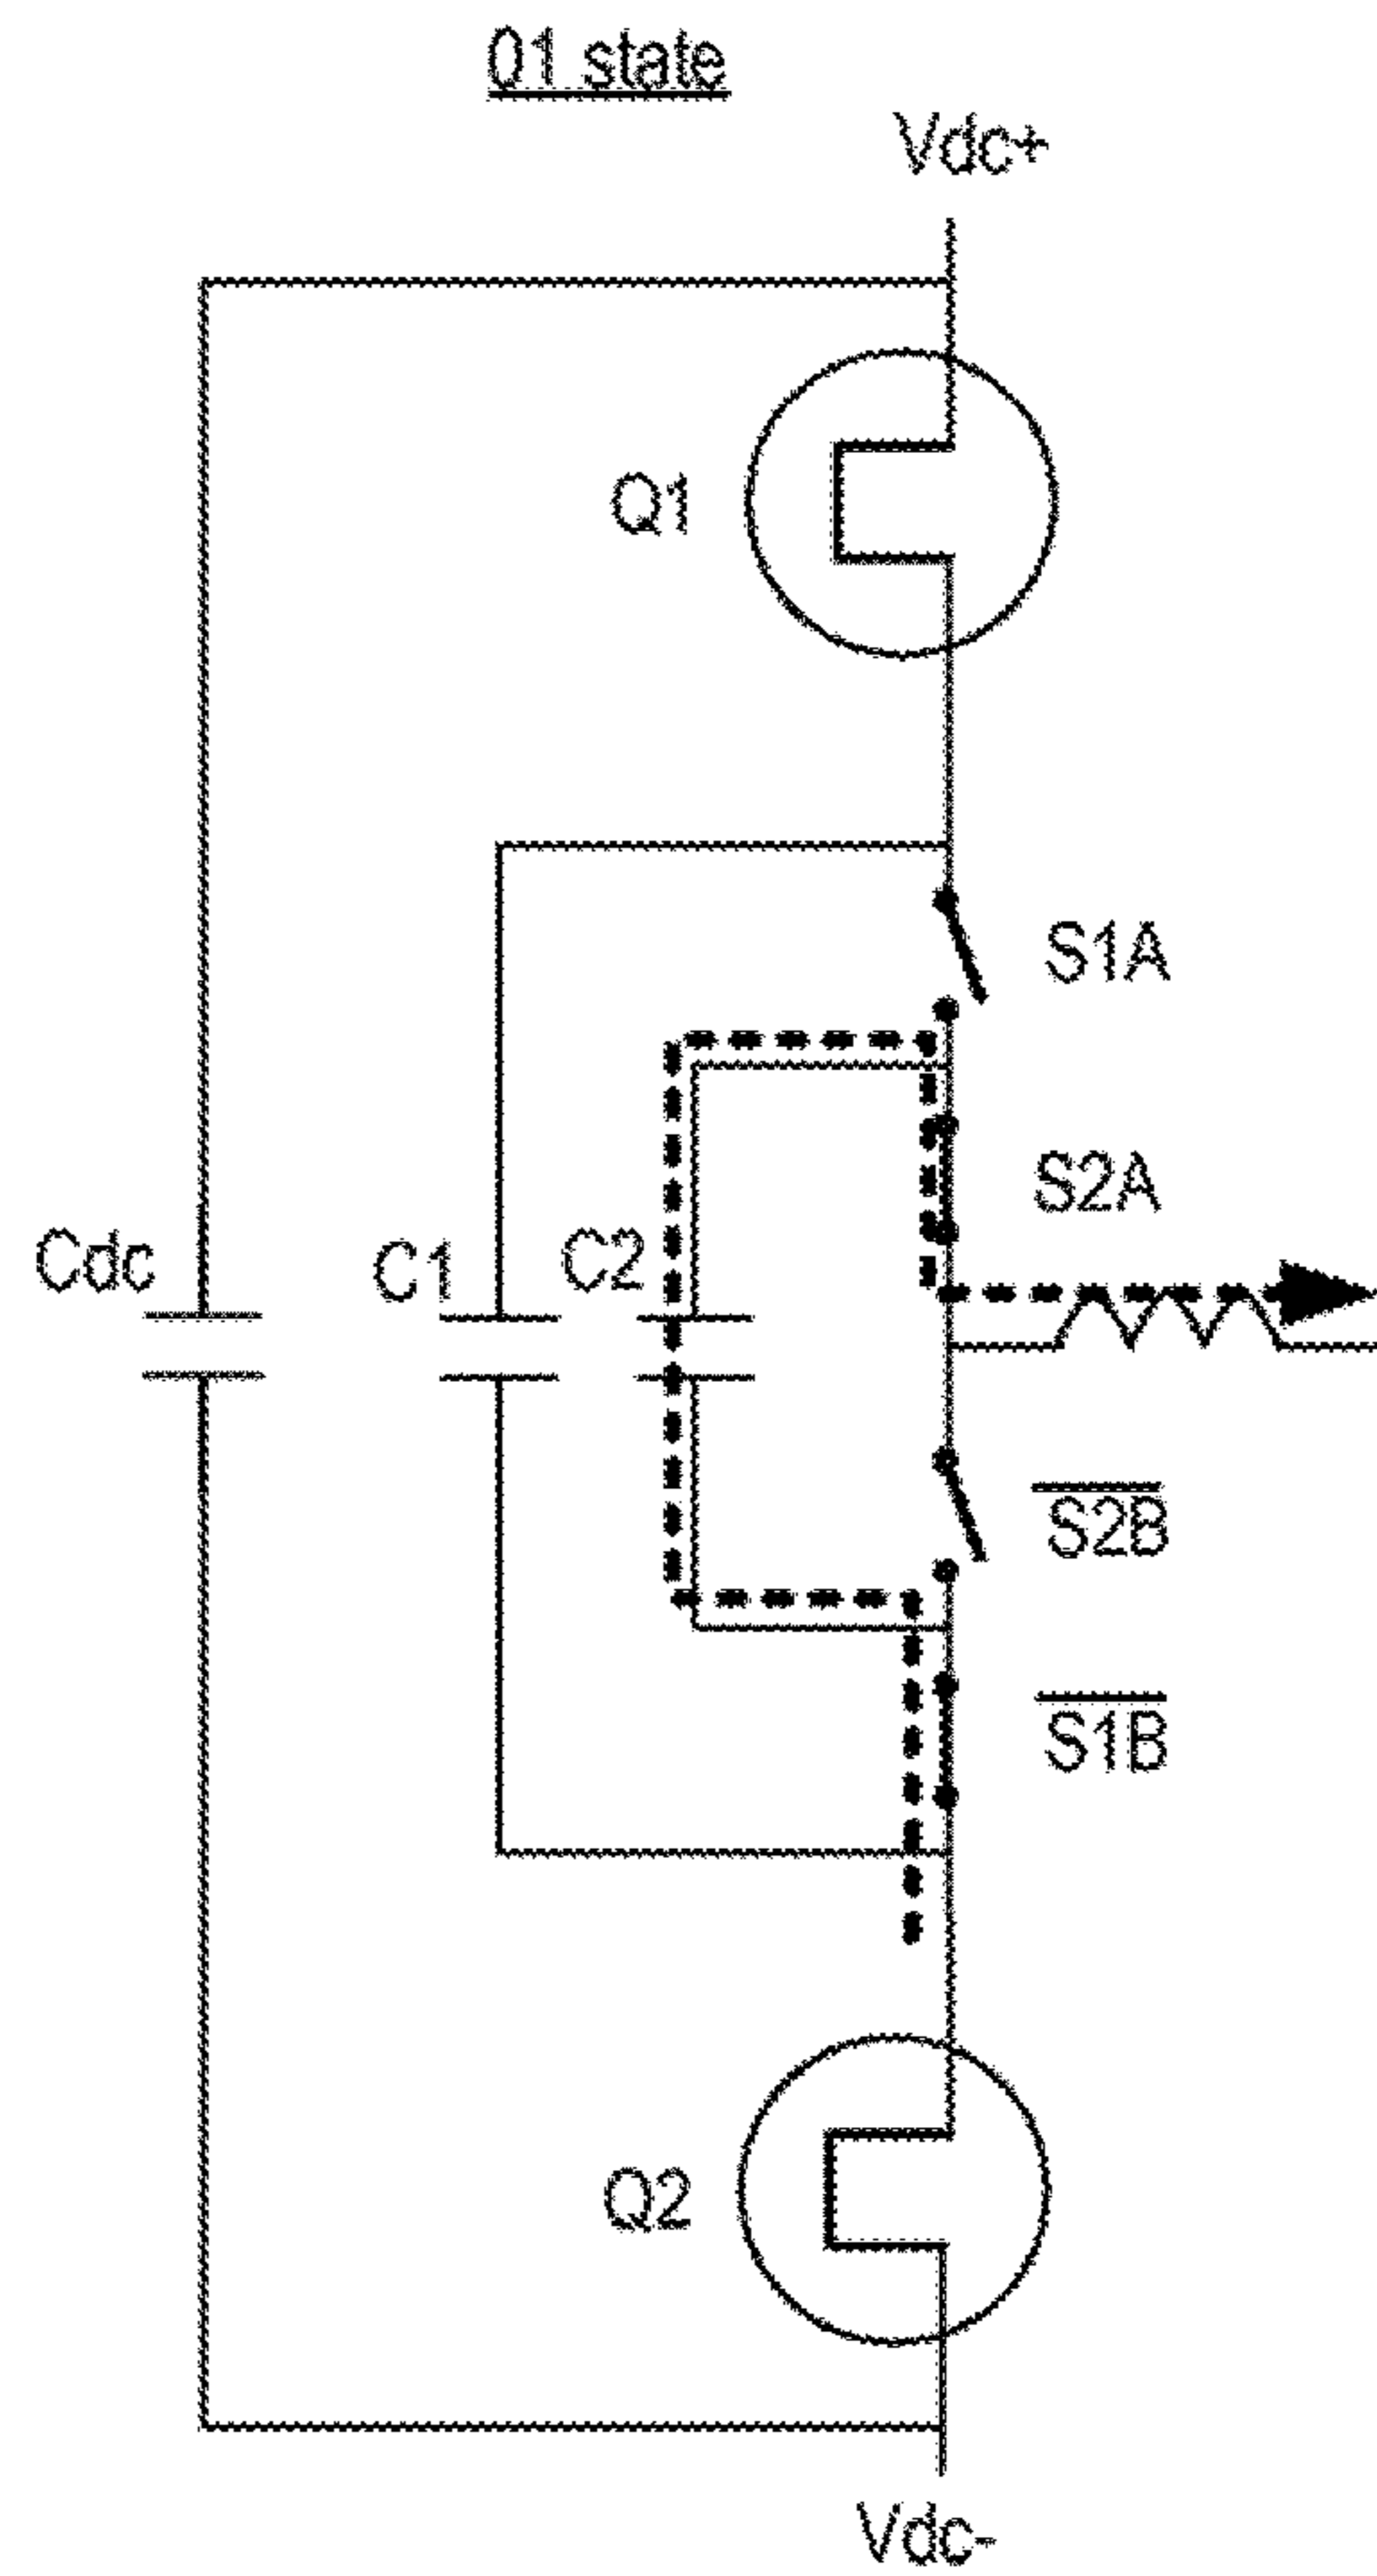 01 state
Vdc+
Q1
S1A
S2A
Cdc
C1
C2
S2B
S1B
Q2
Vdc-